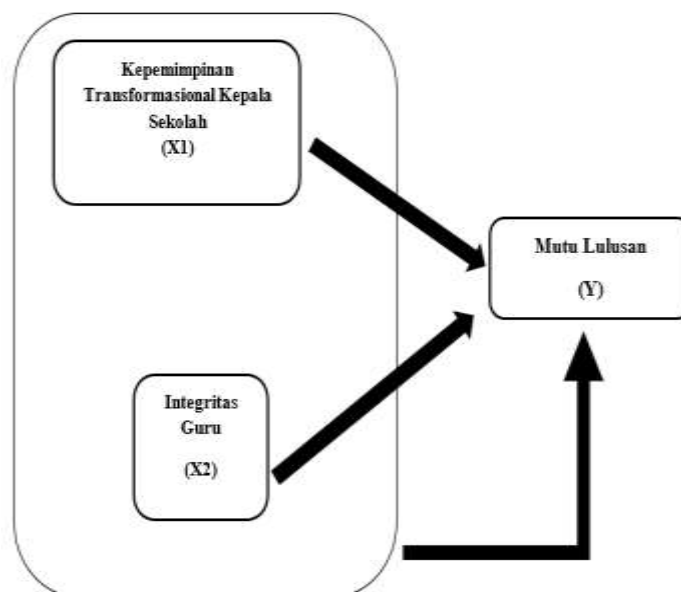 Kepemimpinan
Transformasional Kepala
Sekolah
(X1)
Mutu Lulusan
(Y)
Integritas
Guru
(X2)